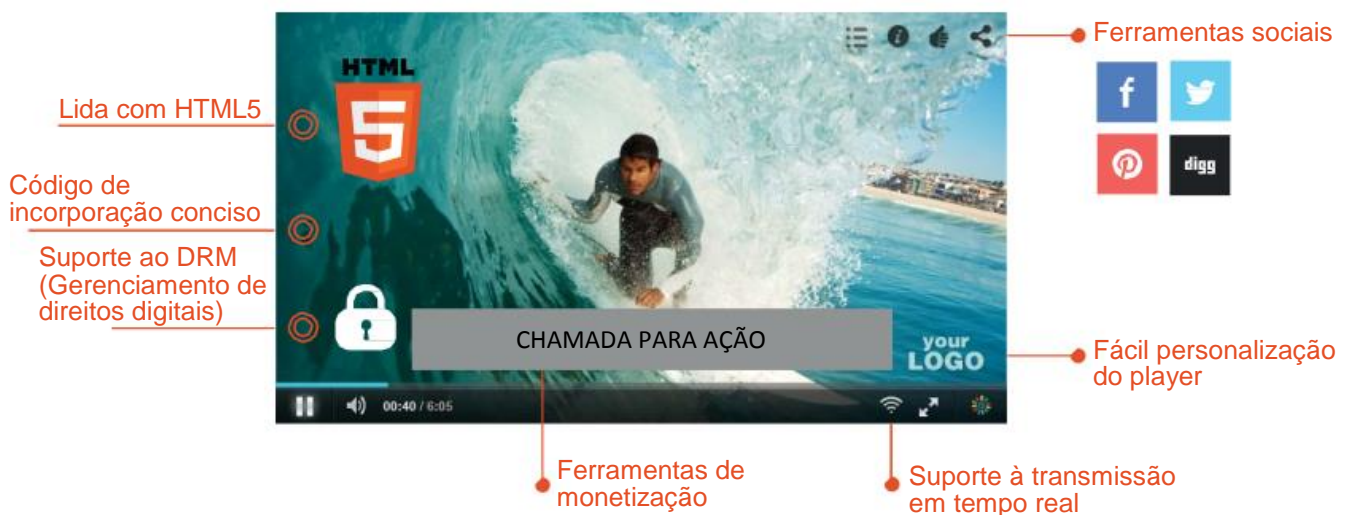 HTML
5
Ferramentas sociais
f
digg
Lida com HTML5
Código de
incorporação conciso
Suporte ao DRM
(Gerenciamento de
direitos digitais)
CHAMADA PARA AÇÃO
your
LOGO
Fácil personalização
do player
00:40 / 6:05
Ferramentas de
monetização
Suporte à transmissão
em tempo real